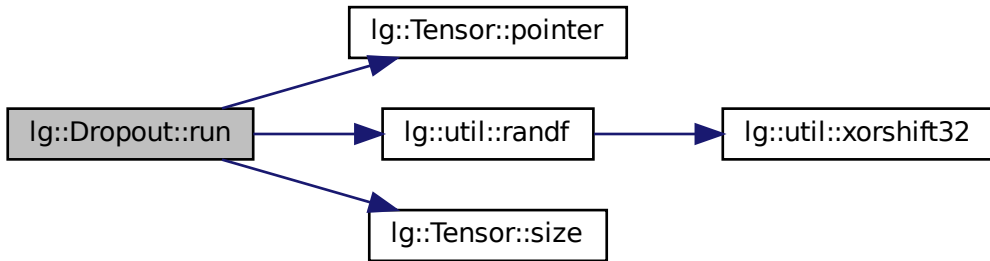 lg::Tensor::pointer
lg::Dropout::run
lg::util::randf
lg::util::xorshift32
lg::Tensor::size